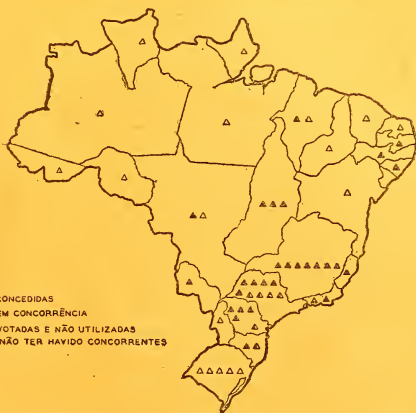 CONCEDIDAS
EM CONCORRÊNCIA
VOTADAS E NÃO UTILIZADAS
NÃO TER HAVIDO CONCORRENTES